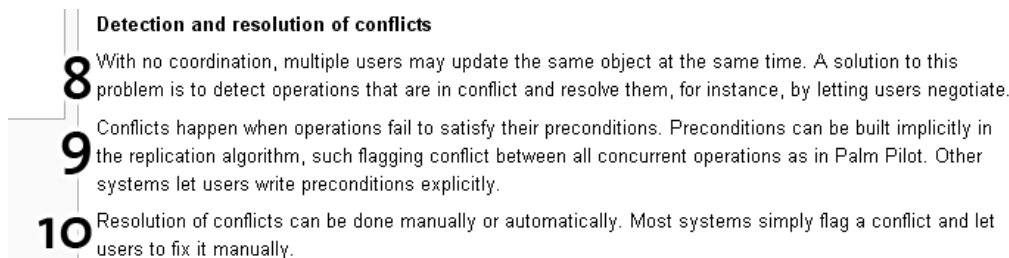 Detection and resolution of conflicts
8 With no coordination, multiple users may update the same object at the same time. A solution to this
problem is to detect operations that are in conflict and resolve them, for instance, by letting users negotiate.
9 Conflicts happen when operations fail to satisfy their preconditions. Preconditions can be built implicitly in
the replication algorithm, such flagging conflict between all concurrent operations as in Palm Pilot. Other
systems let users write preconditions explicitly.
10 Resolution of conflicts can be done manually or automatically. Most systems simply flag a conflict and let
users to fix it manually.